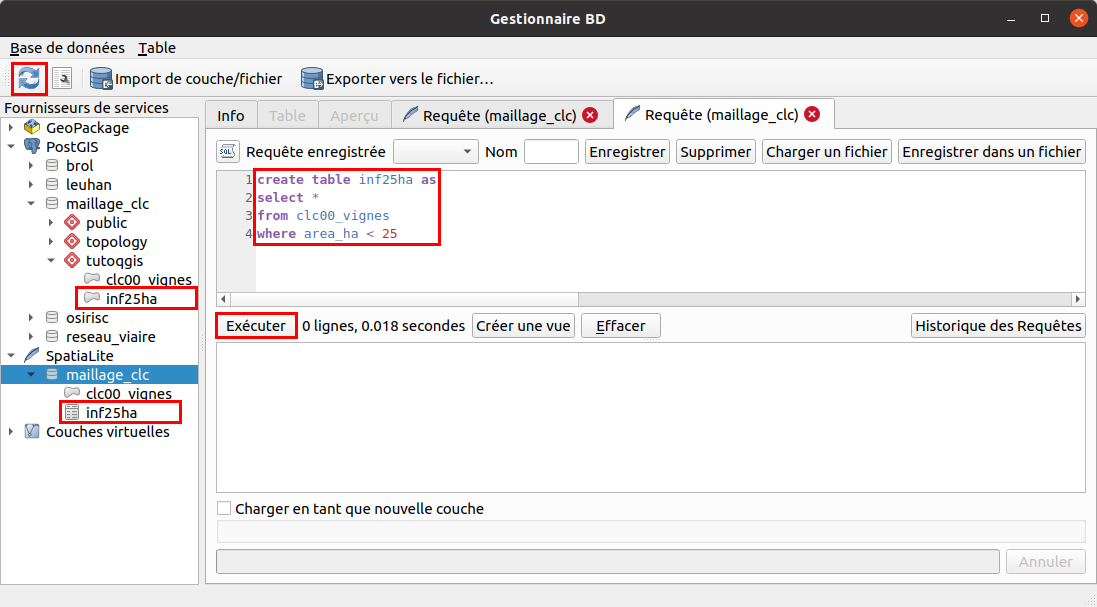 Gestionnaire BD
Base de données Table
Import de couche/fichier Exporter vers le fichier...
Fournisseurs de services
GeoPackage
PostGIS
brol
leuhan
maillage_clc
public
topology
tutoqgis
clc00_vignes
inf25ha
osirisc
reseau_viaire
SpatiaLite
maillage_clc
clc00_vignes
inf25ha
Couches virtuelles
Info Table Aperçu Requête (maillage_clc) Requête (maillage_clc)
SQL Requête enregistrée Nom Enregistrer Supprimer Charger un fichier Enregistrer dans un fichier
1 create table inf25ha as
2 select *
3 from clc00_vignes
4 where area_ha < 25
Exécuter 0 lignes, 0.018 secondes Créer une vue Effacer Historique des Requêtes
Charger en tant que nouvelle couche
Annuler